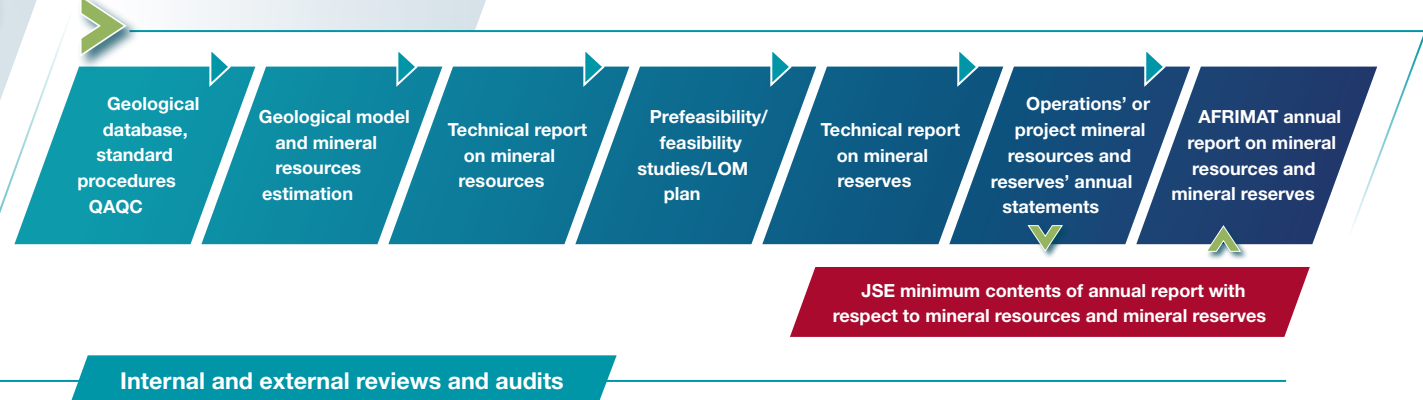 Geological
database,
standard
procedures
QAQC
Geological model
and mineral
resources
estimation
Technical report
on mineral
resources
Prefeasibility/
feasibility
studies/LOM
plan
Technical report
on mineral
reserves
Operations’ or
project mineral
resources and
reserves’ annual
statements
AFRIMAT annual
report on mineral
resources and
mineral reserves
JSE minimum contents of annual report with
respect to mineral resources and mineral reserves
Internal and external reviews and audits